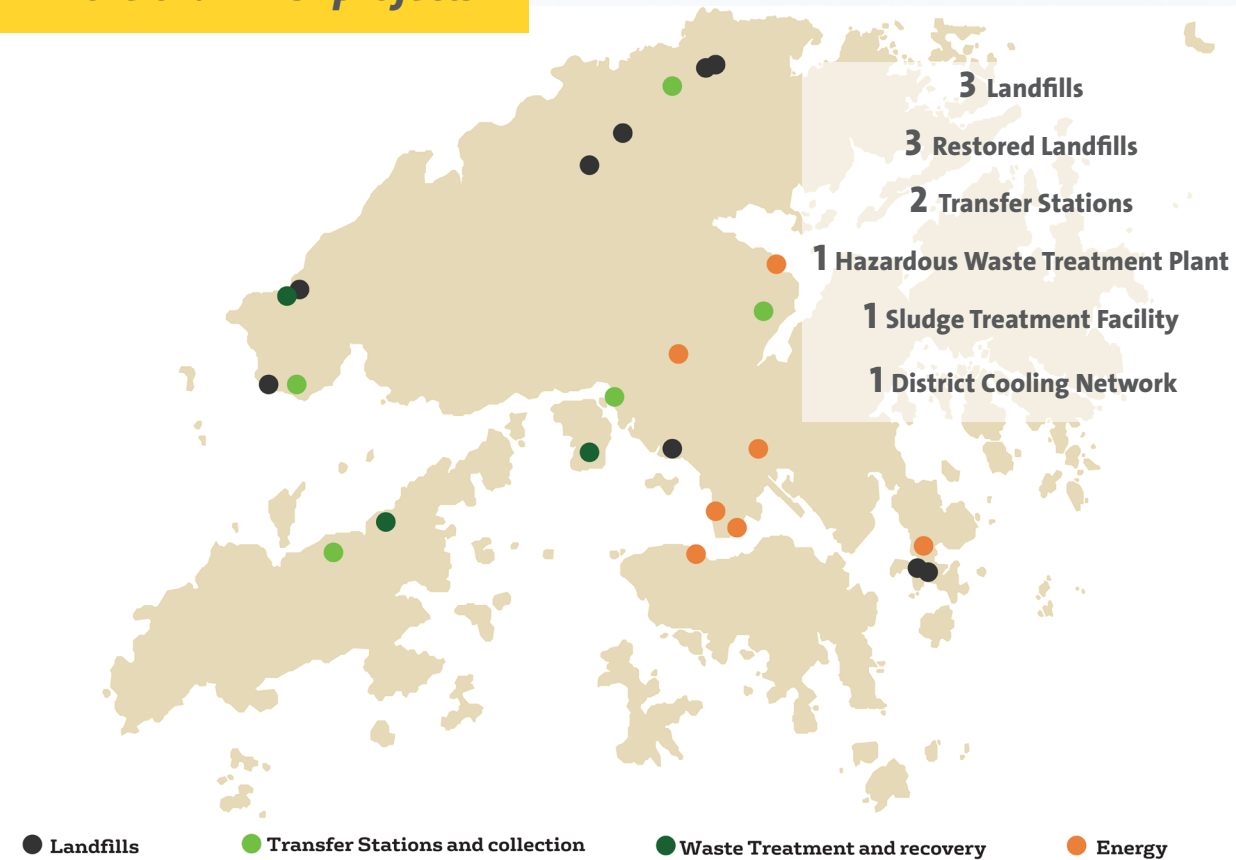 projects
3 Landfills
3 Restored Landfills
2 Transfer Stations
1 Hazardous Waste Treatment Plant
1 Sludge Treatment Facility
1 District Cooling Network
Landfills
Transfer Stations and collection
Waste Treatment and recovery
Energy